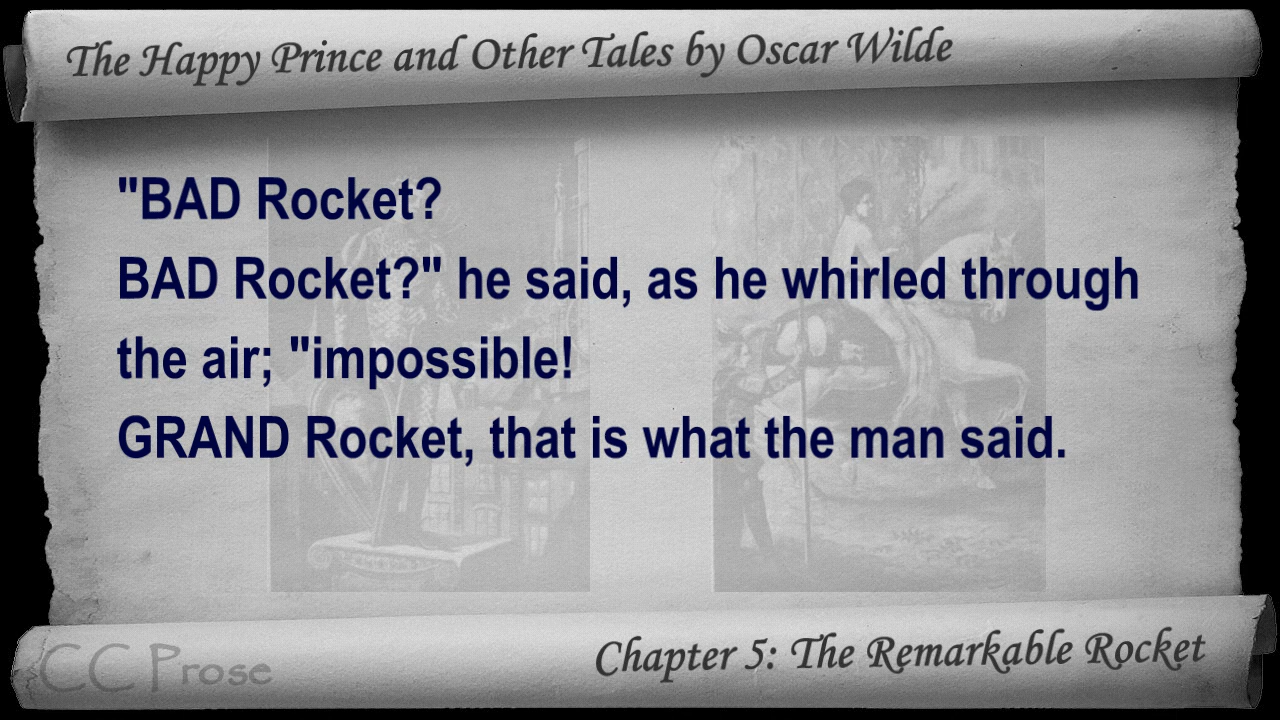 The Happy Prince and Other Tales by Oscar Wilde
"BAD Rocket?
BAD Rocket?" he said, as he whirled through
the air; "impossible!
GRAND Rocket, that is what the man said.
CC Prose
Chapter 5: The Remarkable Rocket